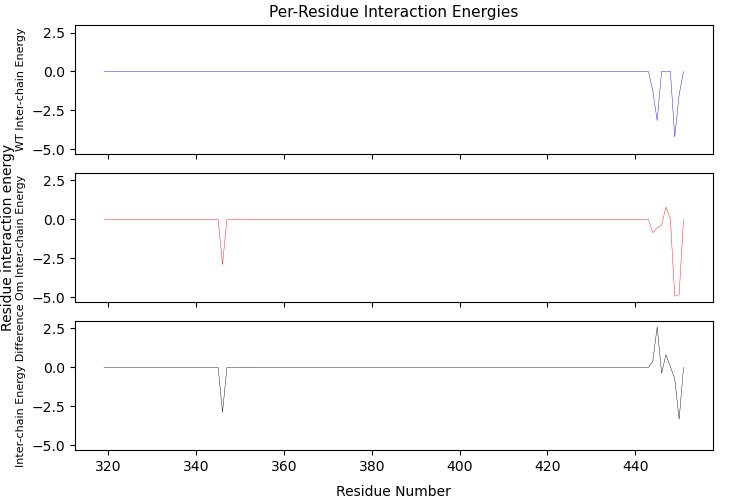 Per-Residue Interaction Energies
WT Inter-chain Energy
2.5
0.0
−2.5
−5.0
Residue interaction energy
Om Inter-chain Energy
2.5
0.0
−2.5
−5.0
Inter-chain Energy Difference
2.5
0.0
−2.5
−5.0
320 340 360 380 400 420 440
Residue Number